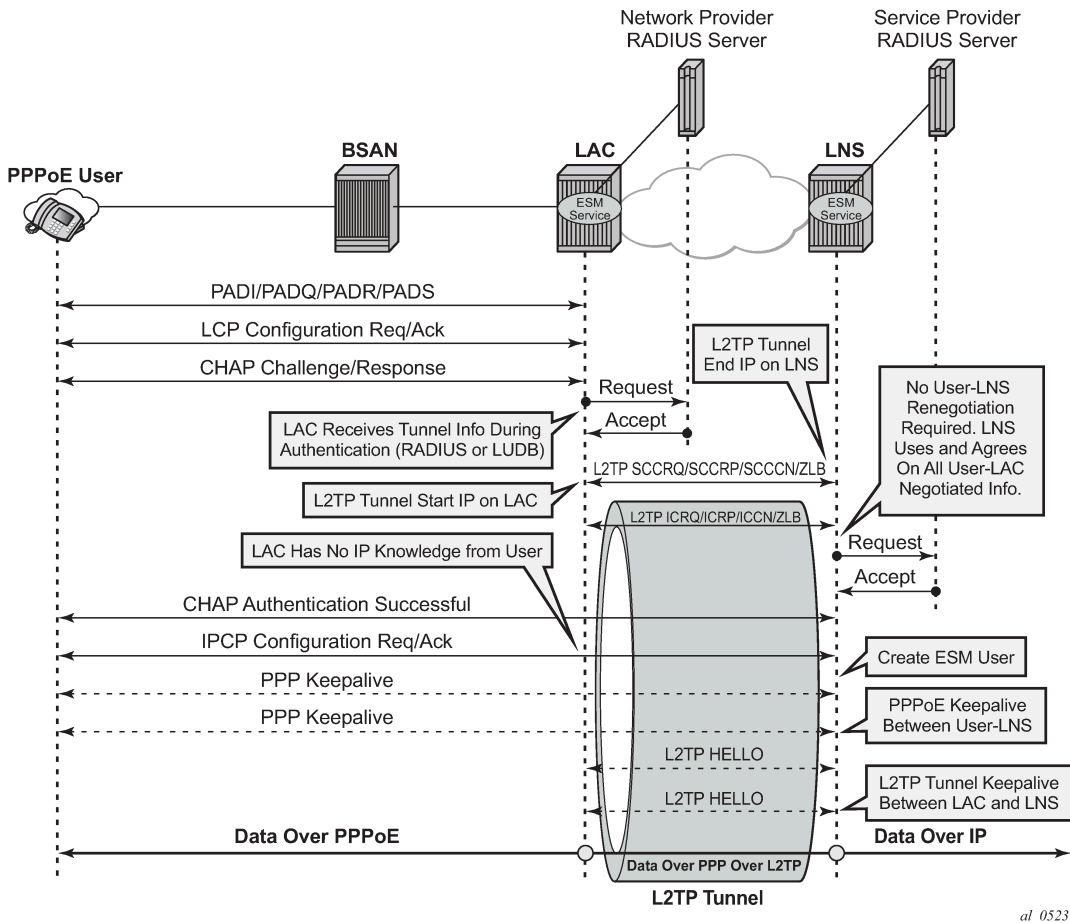 Network Provider
RADIUS Server
Service Provider
RADIUS Server
BSAN
LAC
LNS
PPPoE User
ESM
Service
ESM
Service
PADI/PADQ/PADR/PADS
LCP Configuration Req/Ack
L2TP Tunnel
End IP on LNS
CHAP Challenge/Response
Request
No User-LNS
Renegotiation
Required. LNS
Uses and Agrees
On All User-LAC
Negotiated Info.
LAC Receives Tunnel Info During
Authentication (RADIUS or LUDB)
Accept
L2TP SCCRQ/SCCRP/SCCCN/ZLB
L2TP Tunnel Start IP on LAC
L2TP ICRQ/ICRP/ICCN/ZLB
LAC Has No IP Knowledge from User
Request
Accept
CHAP Authentication Successful
IPCP Configuration Req/Ack
Create ESM User
PPP Keepalive
PPP Keepalive
PPPoE Keepalive
Between User-LNS
L2TP HELLO
L2TP HELLO
L2TP Tunnel Keepalive
Between LAC and LNS
Data Over PPPoE
Data Over IP
Data Over PPP Over L2TP
L2TP Tunnel
al_0523